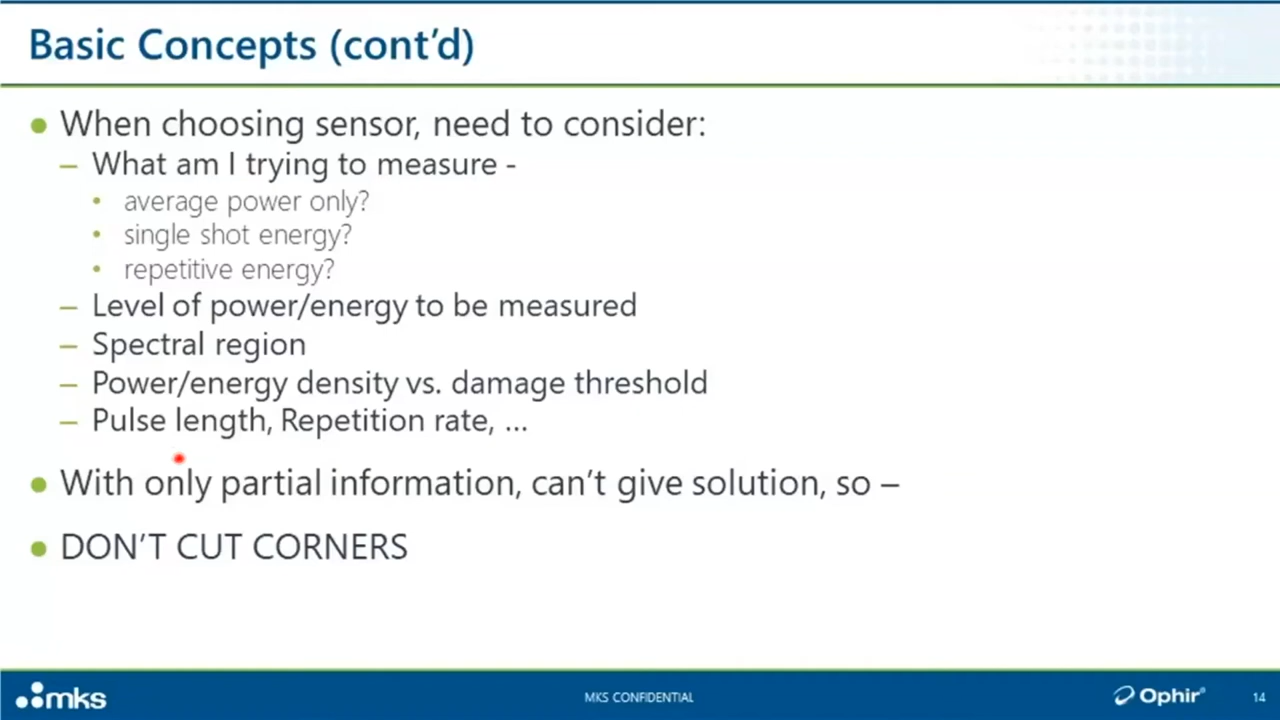 Basic Concepts (cont'd)
● When choosing sensor, need to consider:
– What am I trying to measure -
• average power only?
• single shot energy?
• repetitive energy?
– Level of power/energy to be measured
– Spectral region
– Power/energy density vs. damage threshold
– Pulse length, Repetition rate, ...
● With only partial information, can't give solution, so –
● DON'T CUT CORNERS
mks
MKS CONFIDENTIAL
Ophir®
14